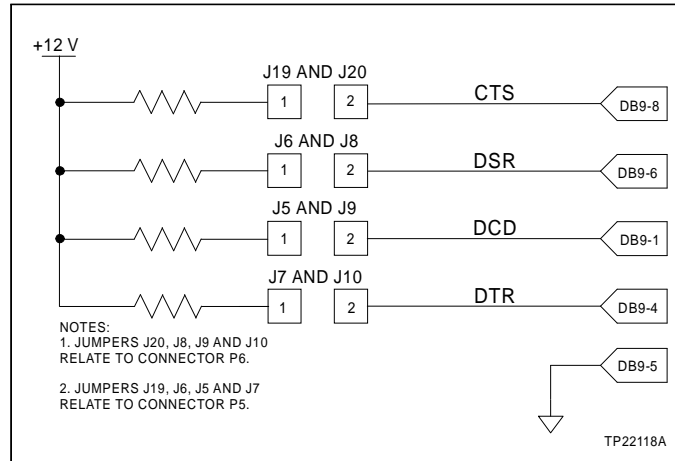 +12 V
J19 AND J20
1
2
CTS
DB9-8
J6 AND J8
1
2
DSR
DB9-6
J5 AND J9
1
2
DCD
DB9-1
J7 AND J10
1
2
DTR
DB9-4
NOTES:
1. JUMPERS J20, J8, J9 AND J10
RELATE TO CONNECTOR P6.
2. JUMPERS J19, J6, J5 AND J7
RELATE TO CONNECTOR P5.
DB9-5
TP22118A